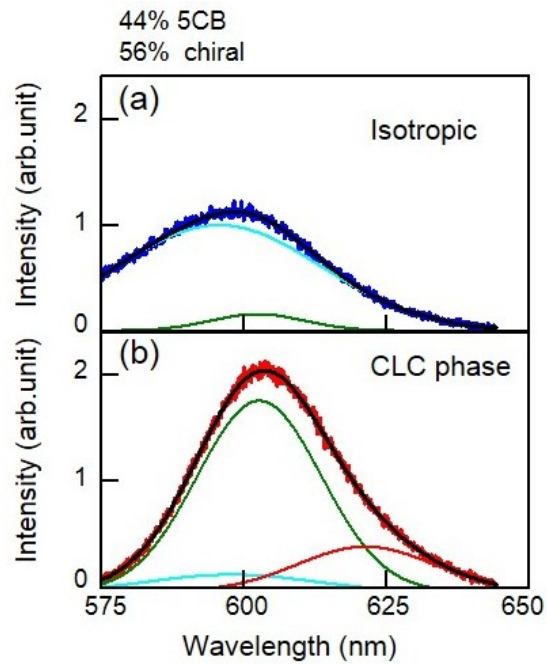 44% 5CB
56% chiral
(a)
Isotropic
2
1
0
Intensity (arb.unit)
(b)
CLC phase
2
1
0
Intensity (arb.unit)
575 600 625 650
Wavelength (nm)